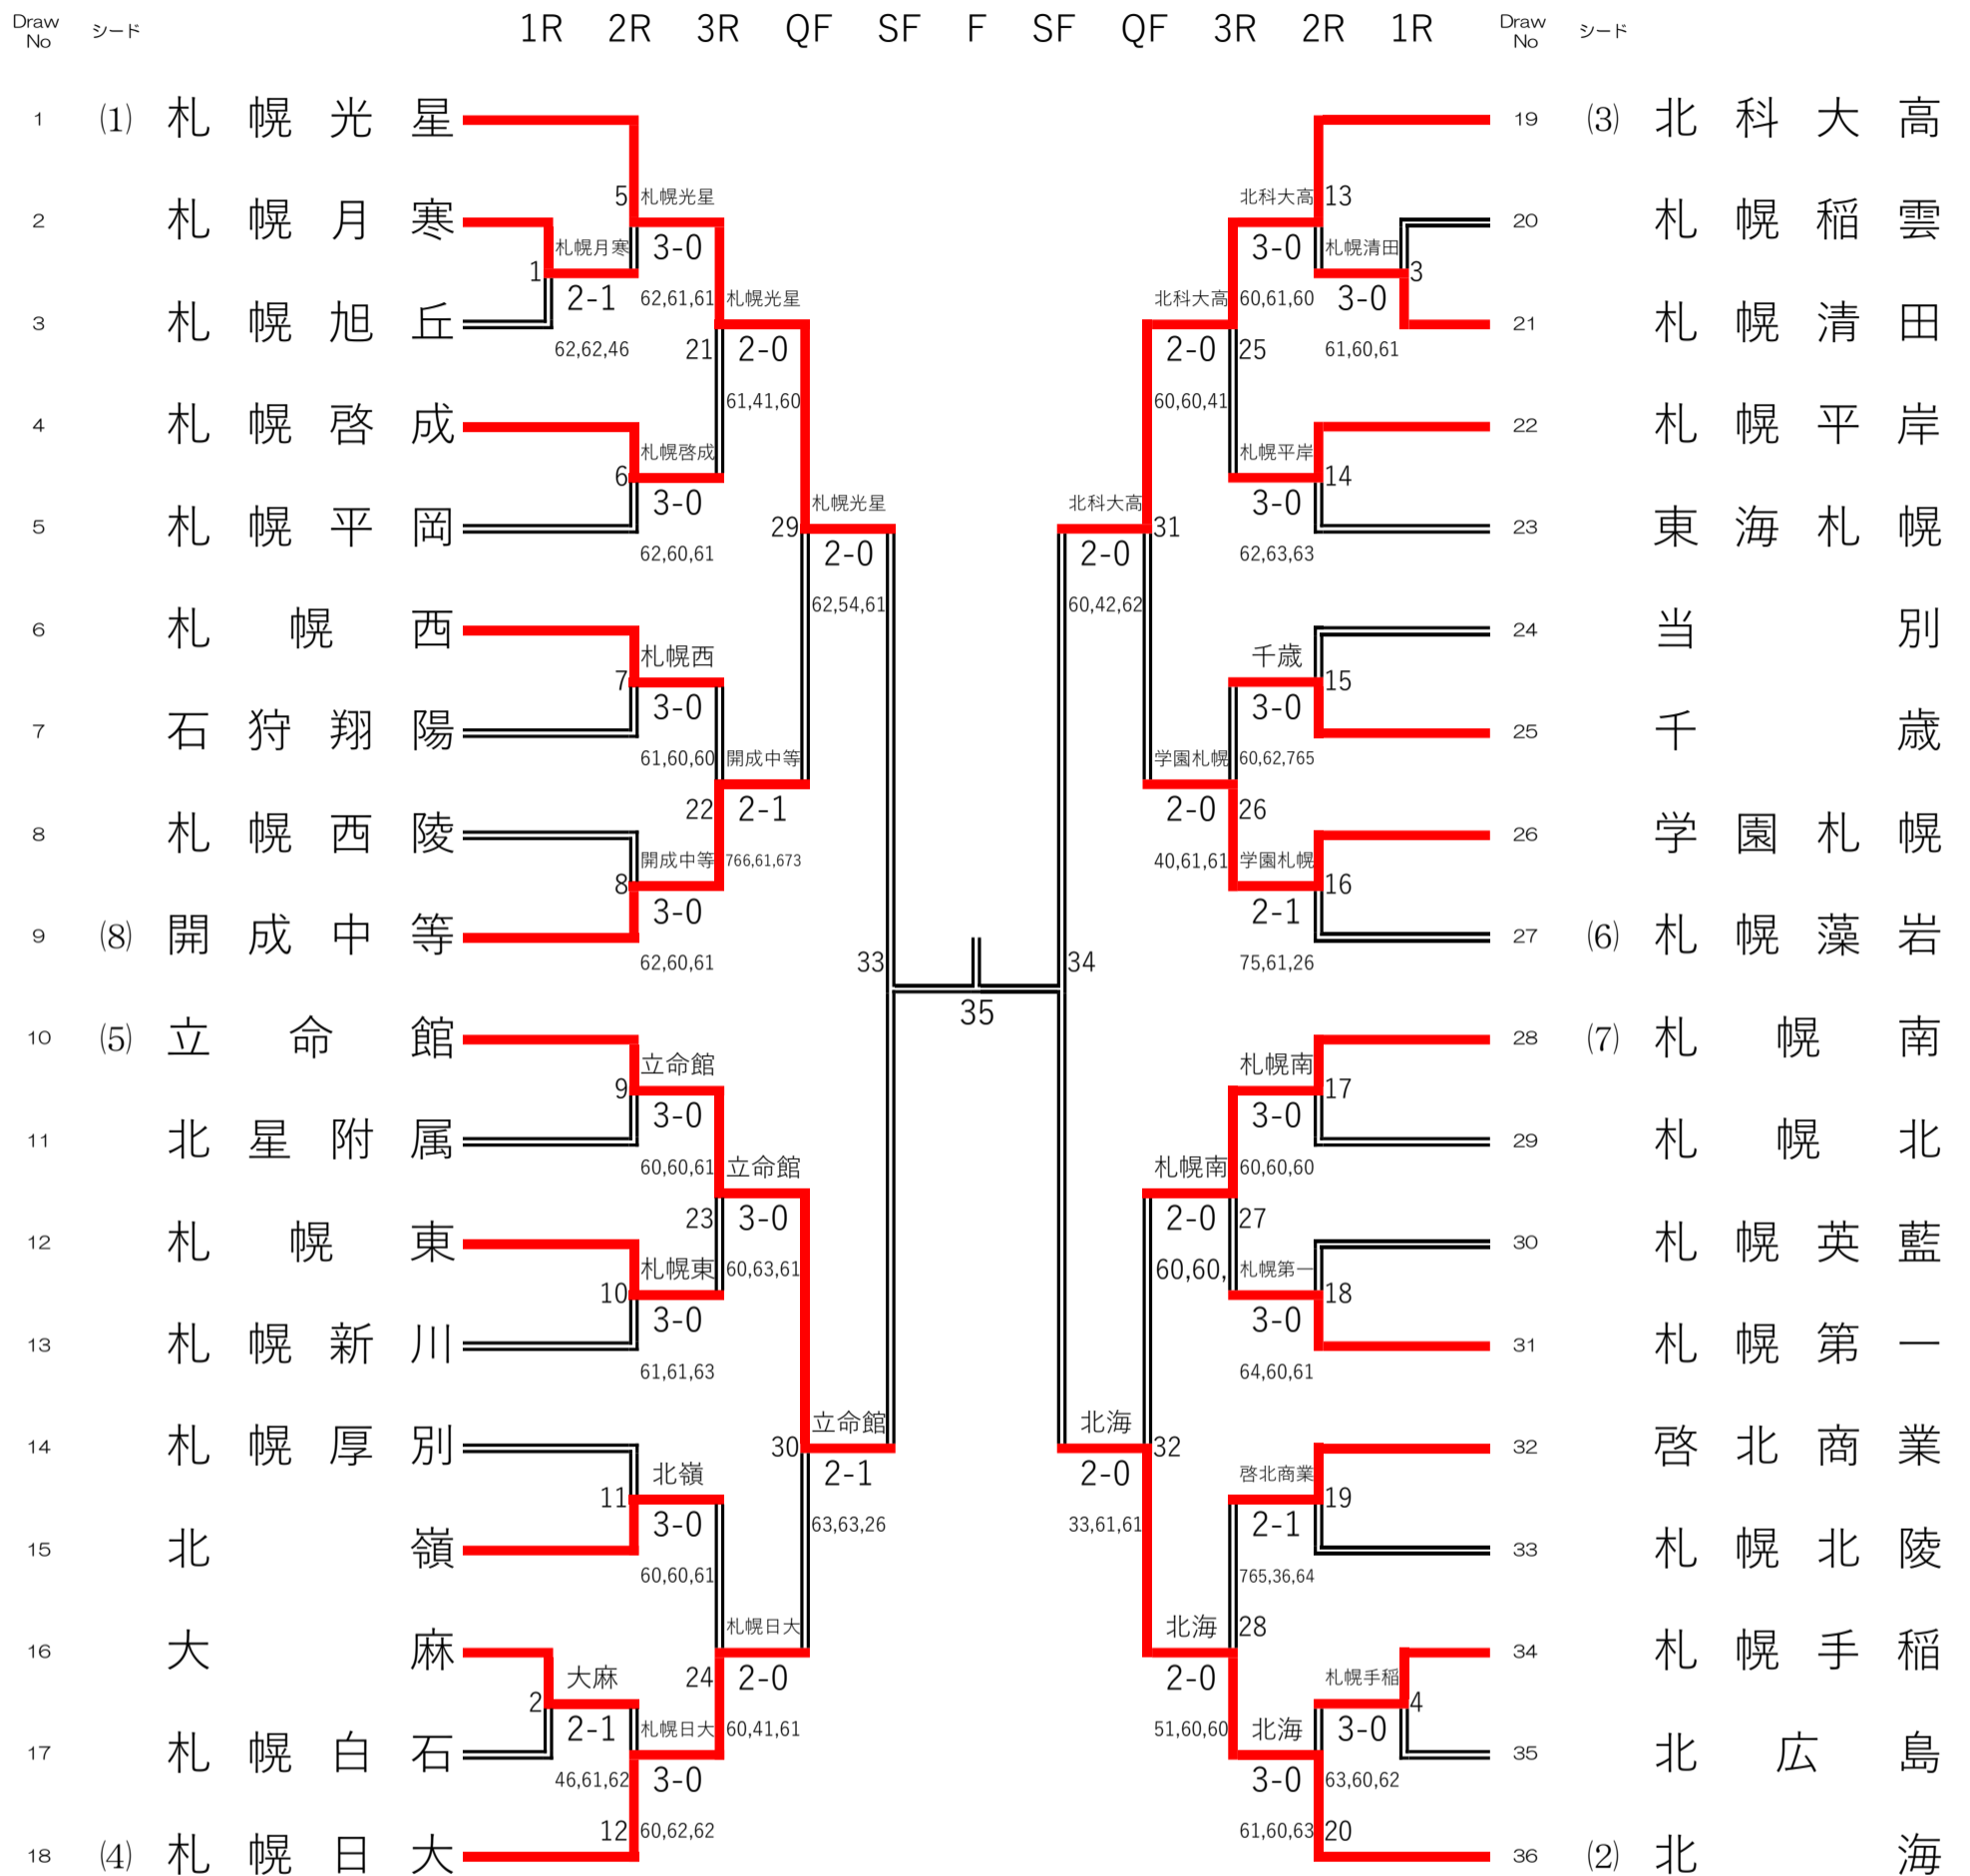 Draw No シード 1R 2R 3R QF SF F SF QF 3R 2R 1R Draw No シード
1 (1) 札幌光星
2 札幌月寒
3 札幌旭丘
4 札幌啓成
5 札幌平岡
6 札幌西
7 石狩翔陽
8 札幌西陵
9 (8) 開成中等
10 (5) 立命館
11 北星附属
12 札幌東
13 札幌新川
14 札幌厚別
15 北嶺
16 大麻
17 札幌白石
18 (4) 札幌日大
1 札幌月寒
2-1
62,62,46
2 大麻
2-1
46,61,62
5 札幌光星
3-0
62,61,61
6 札幌啓成
3-0
62,60,61
7 札幌西
3-0
61,60,60
8 開成中等
3-0
62,60,61
9 立命館
3-0
60,60,61
10 札幌東
3-0
61,61,63
11 北嶺
3-0
60,60,61
12 札幌日大
3-0
60,62,62
21 札幌光星
2-0
61,41,60
22 開成中等
2-1
766,61,673
23 立命館
3-0
60,63,61
24 札幌日大
2-0
60,41,61
29 札幌光星
2-0
62,54,61
30 立命館
2-1
63,63,26
33
35
34
31 北科大高
2-0
60,42,62
32 北海
2-0
33,61,61
25 北科大高
2-0
60,60,41
26 学園札幌
2-0
40,61,61
27 札幌南
2-0
60,60,
28 北海
2-0
51,60,60
13 北科大高
3-0
60,61,60
14 札幌平岸
3-0
62,63,63
15 千歳
3-0
60,62,765
16 学園札幌
2-1
75,61,26
17 札幌南
3-0
60,60,60
18 札幌第一
3-0
64,60,61
19 啓北商業
2-1
765,36,64
20 北海
3-0
61,60,63
3 札幌清田
3-0
61,60,61
4 札幌手稲
3-0
63,60,62
19 (3) 北科大高
20 札幌稲雲
21 札幌清田
22 札幌平岸
23 東海札幌
24 当別
25 千歳
26 学園札幌
27 (6) 札幌藻岩
28 (7) 札幌南
29 札幌北
30 札幌英藍
31 札幌第一
32 啓北商業
33 札幌北陵
34 札幌手稲
35 北広島
36 (2) 北海